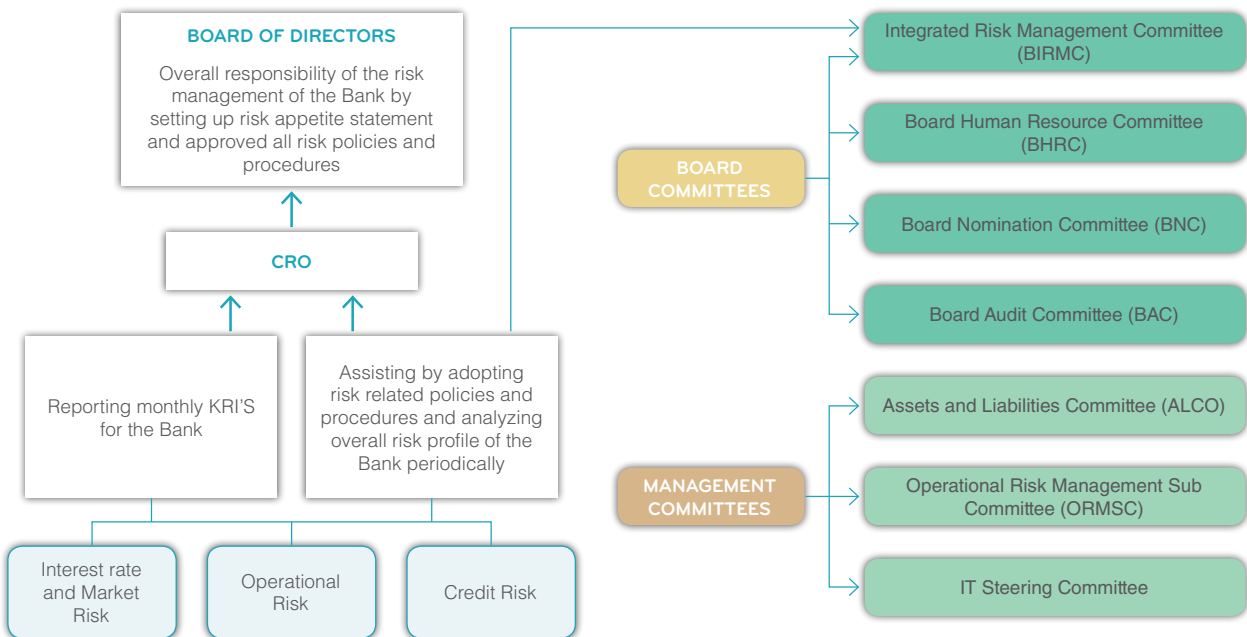 BOARD OF DIRECTORS
Overall responsibility of the risk
management of the Bank by
setting up risk appetite statement
and approved all risk policies and
procedures
CRO
Reporting monthly KRI'S
for the Bank
Assisting by adopting
risk related policies and
procedures and analyzing
overall risk profile of the
Bank periodically
Interest rate
and Market
Risk
Operational
Risk
Credit Risk
BOARD
COMMITTEES
Integrated Risk Management Committee
(BIRMC)
Board Human Resource Committee
(BHRC)
Board Nomination Committee (BNC)
Board Audit Committee (BAC)
MANAGEMENT
COMMITTEES
Assets and Liabilities Committee (ALCO)
Operational Risk Management Sub
Committee (ORMSC)
IT Steering Committee